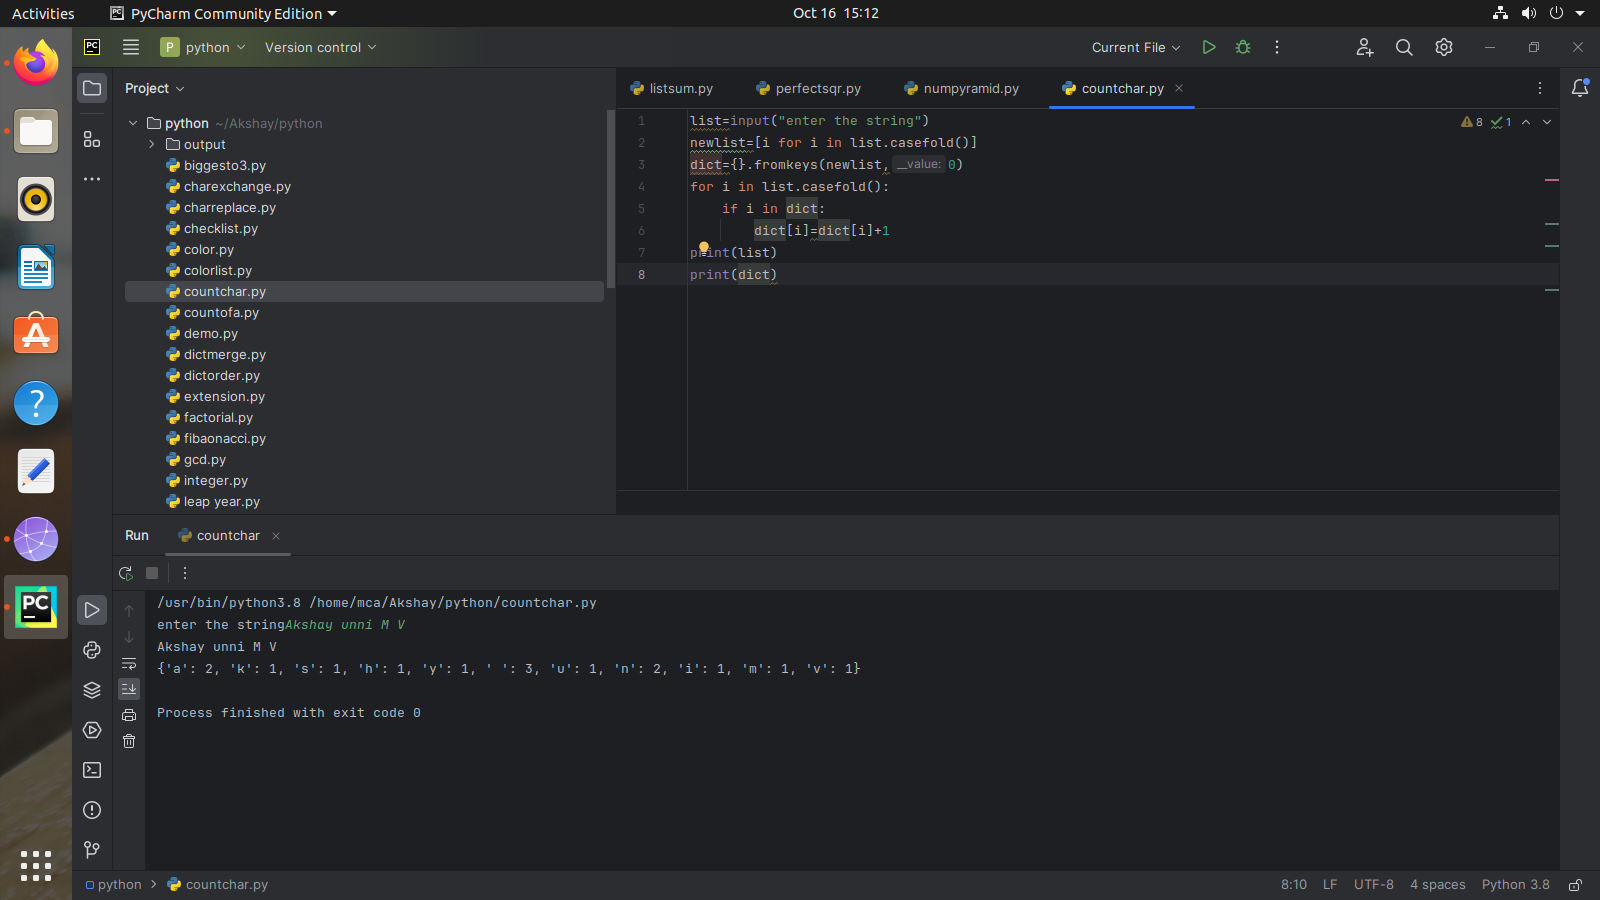 Activities
PyCharm Community Edition
Oct 16 15:12
PC
P python
Version control
Current File
Project
listsum.py
perfectsqr.py
numpyramid.py
countchar.py
python ~/Akshay/python
output
biggesto3.py
charexchange.py
charreplace.py
checklist.py
color.py
colorlist.py
countchar.py
countofa.py
demo.py
dictmerge.py
dictorder.py
extension.py
factorial.py
fibaonacci.py
gcd.py
integer.py
leap year.py
1 list=input("enter the string")
2 newlist=[i for i in list.casefold()]
3 dict={}.fromkeys(newlist, __value: 0)
4 for i in list.casefold():
5 if i in dict:
6 dict[i]=dict[i]+1
7 print(list)
8 print(dict)
8 1
Run
countchar
/usr/bin/python3.8 /home/mca/Akshay/python/countchar.py
enter the stringAkshay unni M V
Akshay unni M V
{'a': 2, 'k': 1, 's': 1, 'h': 1, 'y': 1, ' ': 3, 'u': 1, 'n': 2, 'i': 1, 'm': 1, 'v': 1}
Process finished with exit code 0
PC
python > countchar.py
8:10 LF UTF-8 4 spaces Python 3.8